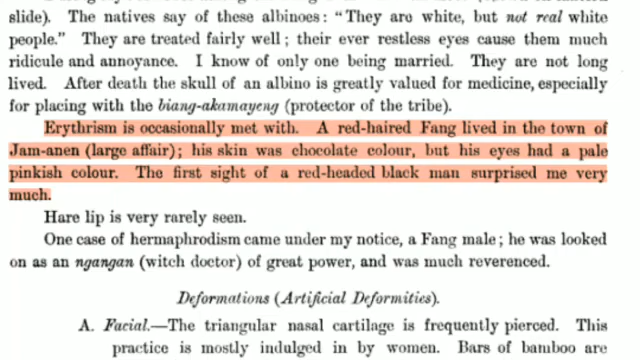 slide). The natives say of these albinoes: "They are white, but not real white
people." They are treated fairly well; their ever restless eyes cause them much
ridicule and annoyance. I know of only one being married. They are not long
lived. After death the skull of an albino is greatly valued for medicine, especially
for placing with the biang-akamayeng (protector of the tribe).
Erythrism is occasionally met with. A red-haired Fang lived in the town of
Jam-anen (large affair); his skin was chocolate colour, but his eyes had a pale
pinkish colour. The first sight of a red-headed black man surprised me very
much.
Hare lip is very rarely seen.
One case of hermaphrodism came under my notice, a Fang male; he was looked
on as an ngangan (witch doctor) of great power, and was much reverenced.
Deformations (Artificial Deformities).
A. Facial.—The triangular nasal cartilage is frequently pierced. This
practice is mostly indulged in by women. Bars of bamboo are